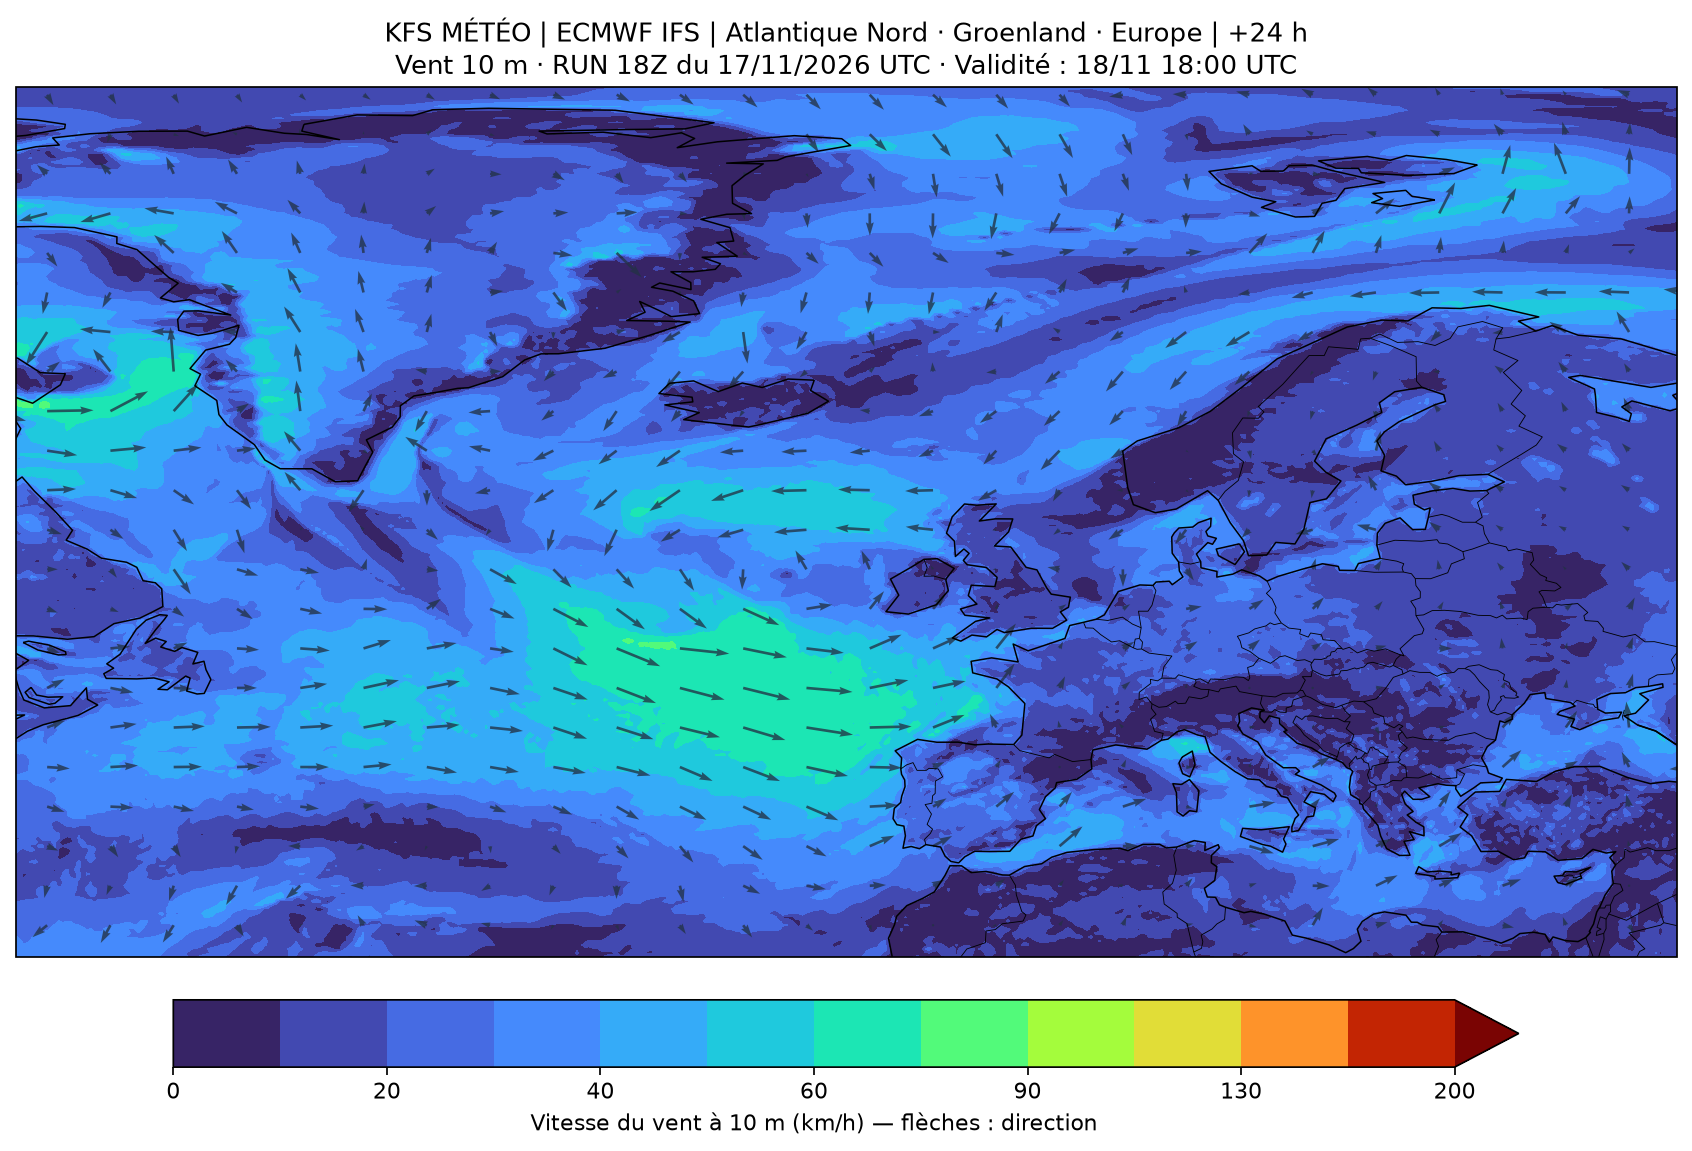 KFS MÉTÉO | ECMWF IFS | Atlantique Nord · Groenland · Europe | +24 h
Vent 10 m · RUN 18Z du 17/11/2026 UTC · Validité : 18/11 18:00 UTC
0 20 40 60 90 130 200
Vitesse du vent à 10 m (km/h) — flèches : direction